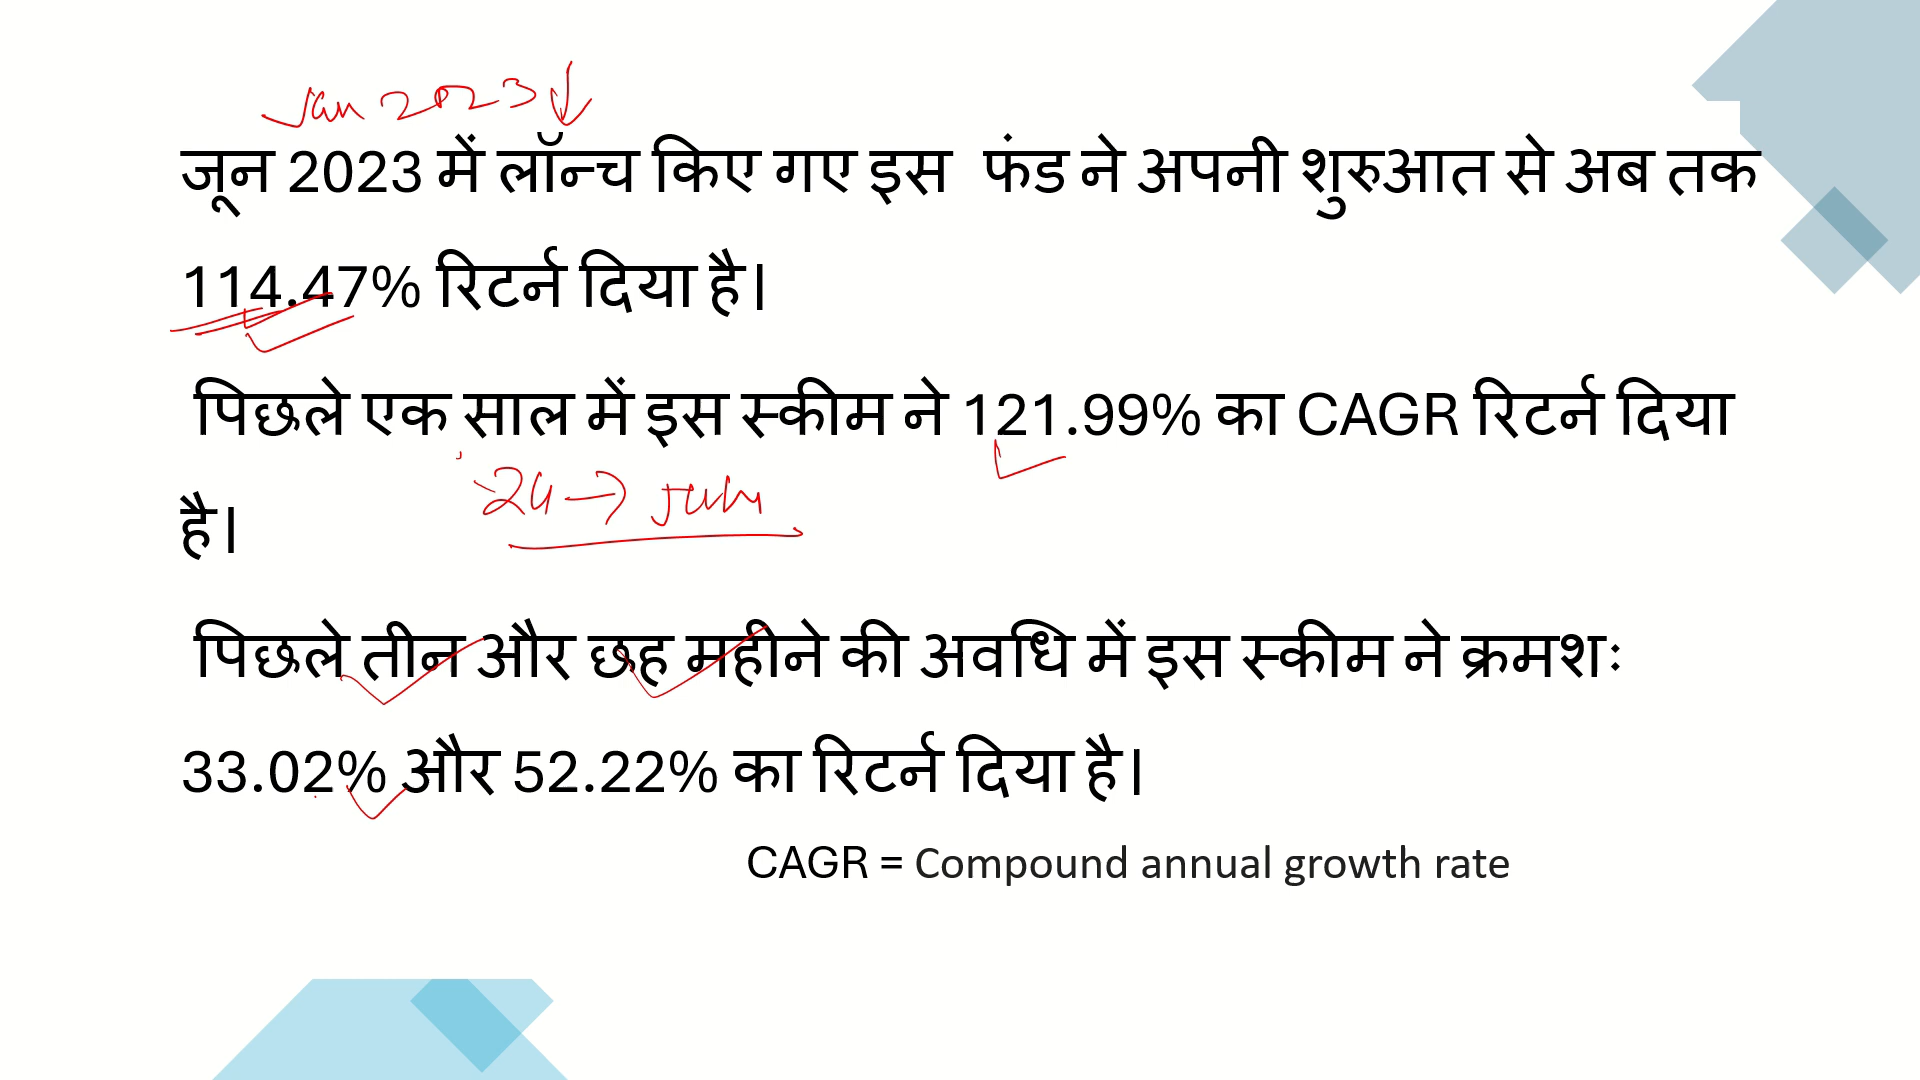 Jan 2023
जून 2023 में लॉन्च किए गए इस फंड ने अपनी शुरुआत से अब तक
114.47% रिटर्न दिया है।
पिछले एक साल में इस स्कीम ने 121.99% का CAGR रिटर्न दिया
24 →
है।
पिछले तीन और छह महीने की अवधि में इस स्कीम ने क्रमशः
33.02% और 52.22% का रिटर्न दिया है।
CAGR = Compound annual growth rate